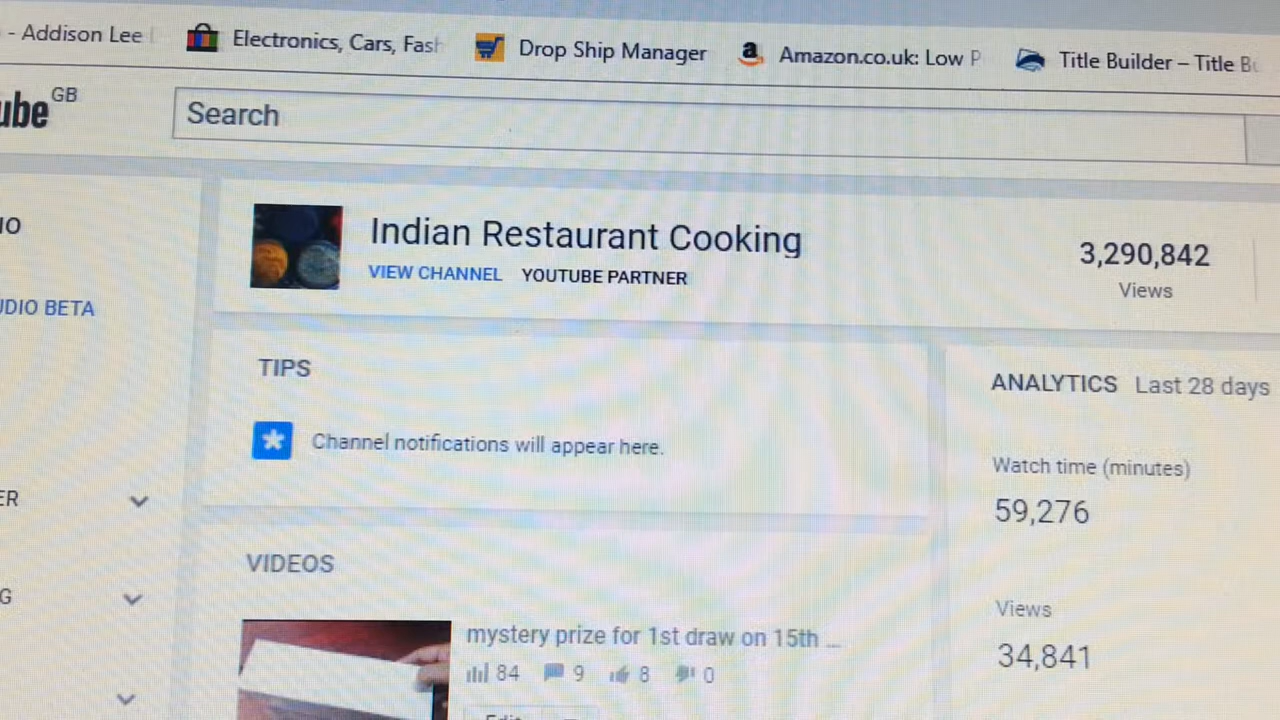 - Addison Lee
Electronics, Cars, Fash
Drop Ship Manager
Amazon.co.uk: Low P
Title Builder – Title Bu
ube GB
Search
IO
UDIO BETA
ER
G
Indian Restaurant Cooking
VIEW CHANNEL YOUTUBE PARTNER
3,290,842
Views
TIPS
Channel notifications will appear here.
VIDEOS
mystery prize for 1st draw on 15th ...
84 9 8 0
ANALYTICS Last 28 days
Watch time (minutes)
59,276
Views
34,841